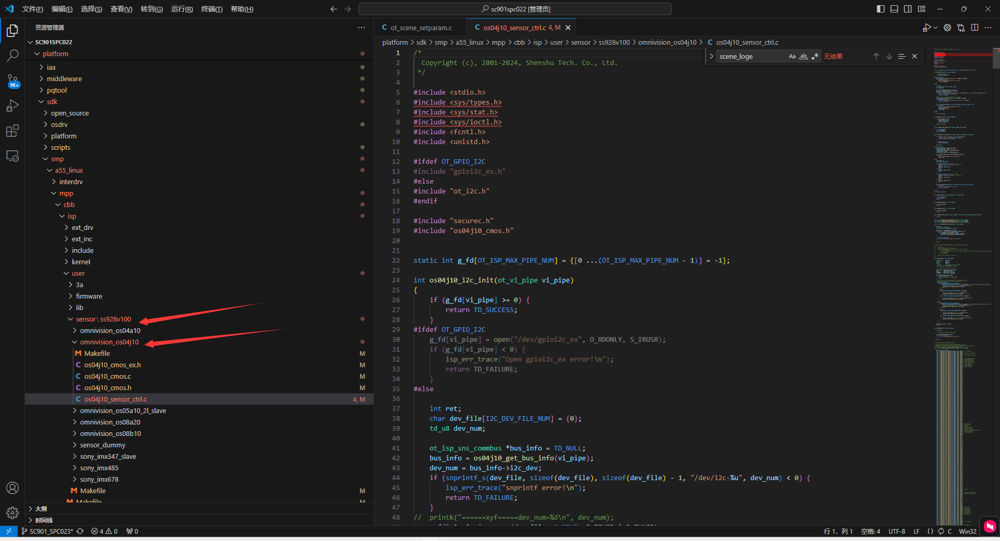 文件(F) 编辑(E) 选择(S) 查看(V) 转到(G) 运行(R) 终端(T) 帮助(H)
sc901spc022 [管理员]
资源管理器
SC901SPC022
platform
iaa
middleware
pqtool
sdk
open_source
osdrv
platform
scripts
smp
a55_linux
interdrv
mpp
cbb
isp
ext_drv
ext_inc
include
kernel
user
3a
firmware
lib
sensor\ss928v100
omnivision_os04a10
omnivision_os04j10
Makefile M
os04j10_cmos_ex.h M
os04j10_cmos.c M
os04j10_cmos.h M
os04j10_sensor_ctrl.c 4, M
omnivision_os05a10_2l_slave
omnivision_os08a20
omnivision_os08b10
sensor_dummy
sony_imx347_slave
sony_imx485
sony_imx678
Makefile M
Makefile M
大纲
时间线
9K+
ot_scene_setparam.c
os04j10_sensor_ctrl.c 4, M
platform > sdk > smp > a55_linux > mpp > cbb > isp > user > sensor > ss928v100 > omnivision_os04j10 > C os04j10_sensor_ctrl.c
scene_loge Aa ab .* 无结果
1 /*
2 Copyright (c), 2001-2024, Shenshu Tech. Co., Ltd.
3 */
4
5 #include <stdio.h>
6 #include <sys/types.h>
7 #include <sys/stat.h>
8 #include <sys/ioctl.h>
9 #include <fcntl.h>
10 #include <unistd.h>
11
12 #ifdef OT_GPIO_I2C
13 #include "gpioi2c_ex.h"
14 #else
15 #include "ot_i2c.h"
16 #endif
17
18 #include "securec.h"
19 #include "os04j10_cmos.h"
20
21
22 static int g_fd[OT_ISP_MAX_PIPE_NUM] = {[0 ...(OT_ISP_MAX_PIPE_NUM - 1)] = -1};
23
24 int os04j10_i2c_init(ot_vi_pipe vi_pipe)
25 {
26 if (g_fd[vi_pipe] >= 0) {
27 return TD_SUCCESS;
28 }
29 #ifdef OT_GPIO_I2C
30 g_fd[vi_pipe] = open("/dev/gpioi2c_ex", O_RDONLY, S_IRUSR);
31 if (g_fd[vi_pipe] < 0) {
32 isp_err_trace("Open gpioi2c_ex error!\n");
33 return TD_FAILURE;
34 }
35 #else
36
37 int ret;
38 char dev_file[I2C_DEV_FILE_NUM] = {0};
39 td_u8 dev_num;
40
41 ot_isp_sns_commbus *bus_info = TD_NULL;
42 bus_info = os04j10_get_bus_info(vi_pipe);
43 dev_num = bus_info->i2c_dev;
44 if (snprintf_s(dev_file, sizeof(dev_file), sizeof(dev_file) - 1, "/dev/i2c-%u", dev_num) < 0) {
45 isp_err_trace("snprintf error!\n");
46 return TD_FAILURE;
47 }
48 // printk("======xyf=====dev_num=%d\n", dev_num);
SC901_SPC023* 4 0 0
行 1，列 1 空格: 4 UTF-8 LF {} C Win32